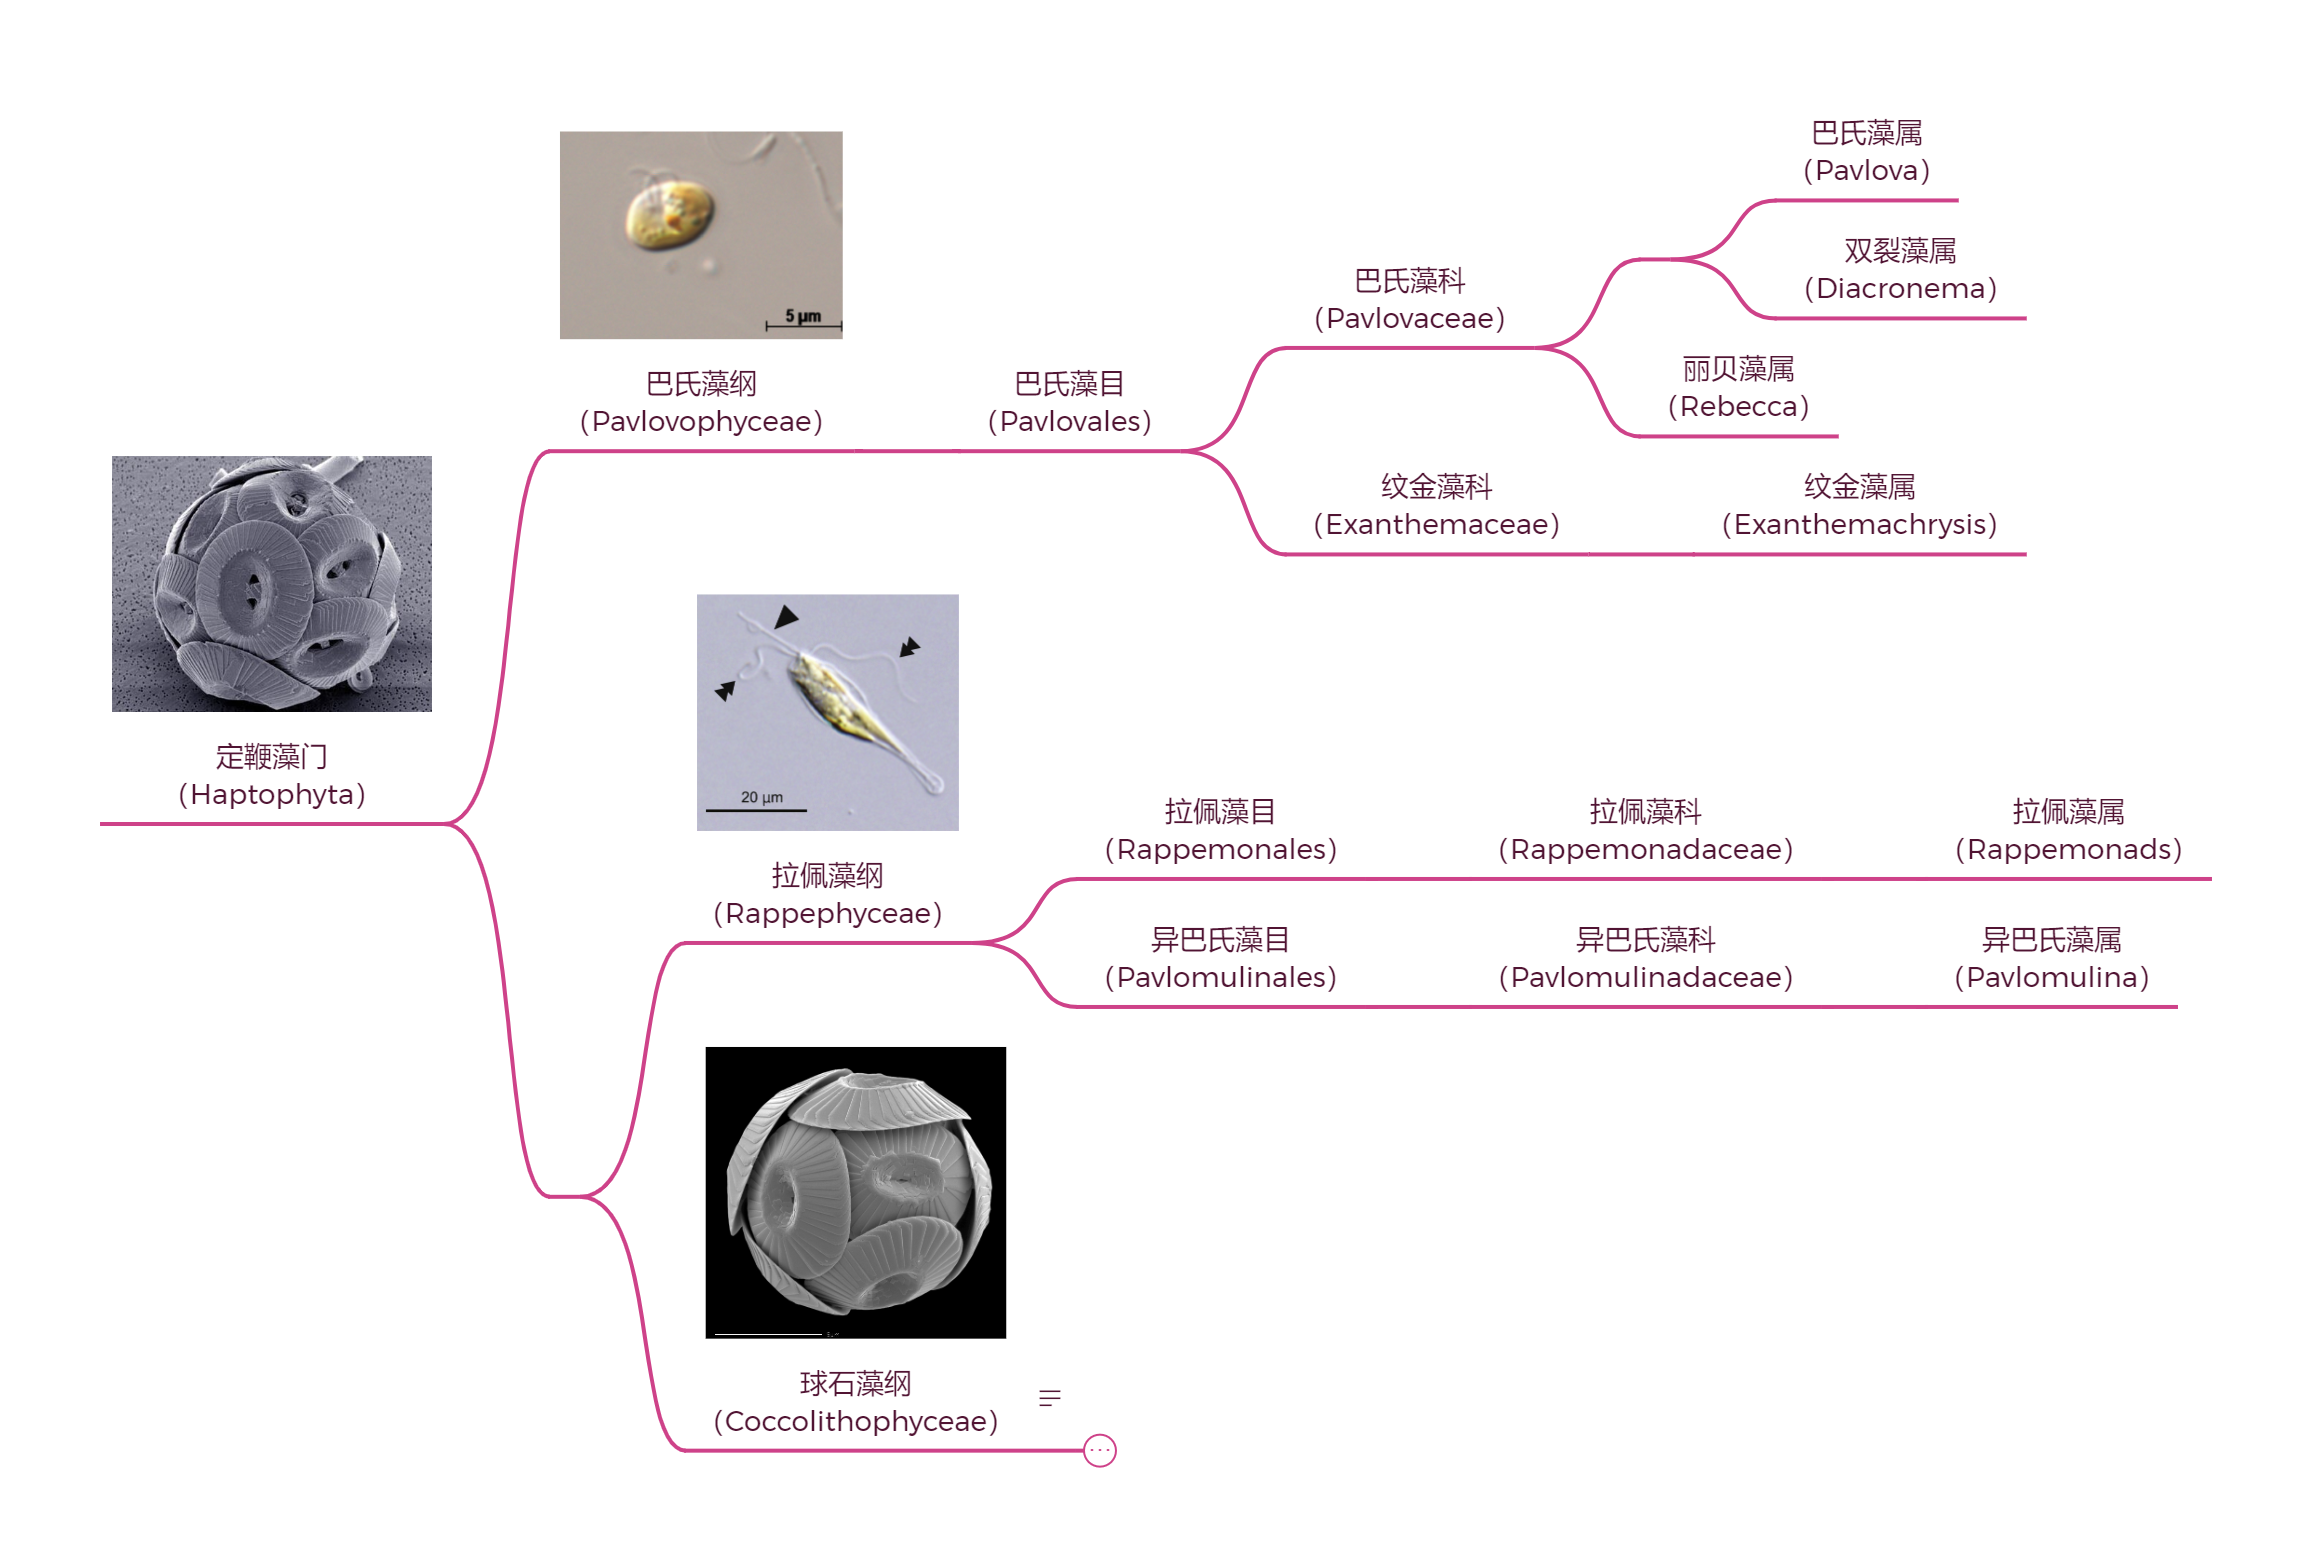 5 µm
巴氏藻纲
(Pavlovophyceae)
巴氏藻目
(Pavlovales)
巴氏藻科
(Pavlovaceae)
巴氏藻属
(Pavlova)
双裂藻属
(Diacronema)
丽贝藻属
(Rebecca)
纹金藻科
(Exanthemaceae)
纹金藻属
(Exanthemachrysis)
定鞭藻门
(Haptophyta)
20 µm
拉佩藻纲
(Rappephyceae)
拉佩藻目
(Rappemonales)
拉佩藻科
(Rappemonadaceae)
拉佩藻属
(Rappemonads)
异巴氏藻目
(Pavlomulinales)
异巴氏藻科
(Pavlomulinadaceae)
异巴氏藻属
(Pavlomulina)
球石藻纲
(Coccolithophyceae)